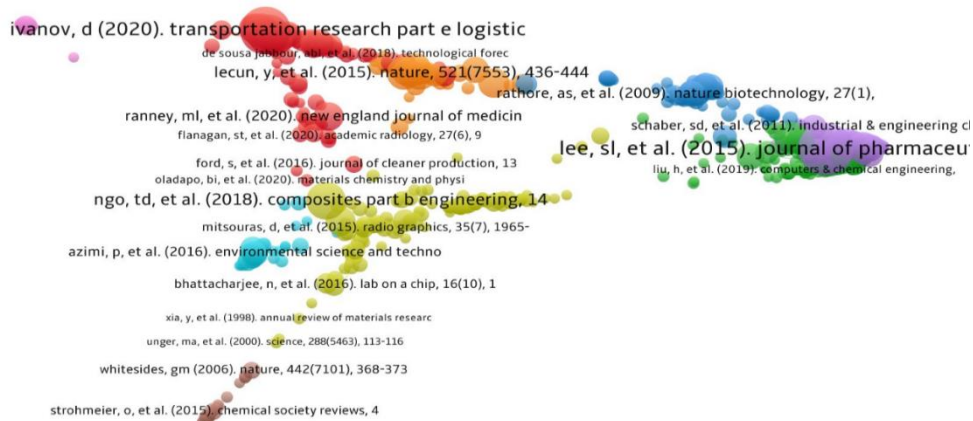 ivanov, d (2020). transportation research part e logistic
de sousa jabbour, abl, et al. (2018). technological forec
lecun, y, et al. (2015). nature, 521(7553), 436-444
rathore, as, et al. (2009). nature biotechnology, 27(1),
ranney, ml, et al. (2020). new england journal of medicin
schaber, sd, et al. (2011). industrial & engineering c
flanagan, st, et al. (2020). academic radiology, 27(6), 9
lee, sl, et al. (2015). journal of pharmaceut
ford, s, et al. (2016). journal of cleaner production, 13
liu, h, et al. (2019). computers & chemical engineering,
oladapo, bi, et al. (2020). materials chemistry and physi
ngo, td, et al. (2018). composites part b engineering, 14
mitsouras, d, et al. (2015). radio graphics, 35(7), 1965-
azimi, p, et al. (2016). environmental science and techno
bhattacharjee, n, et al. (2016). lab on a chip, 16(10), 1
xia, y, et al. (1998). annual review of materials researc
unger, ma, et al. (2000). science, 288(5463), 113-116
whitesides, gm (2006). nature, 442(7101), 368-373
strohmeier, o, et al. (2015). chemical society reviews, 4